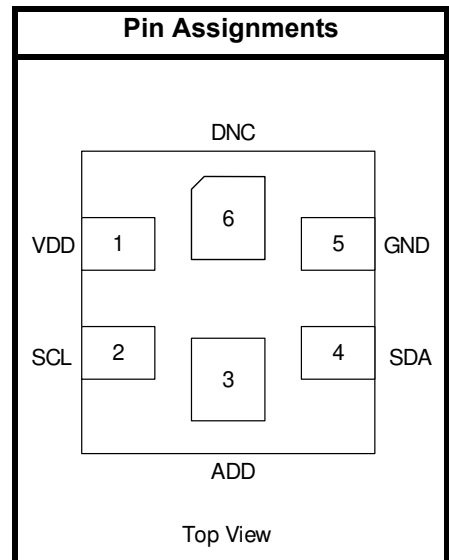 Pin Assignments
DNC
6
VDD 1 5 GND
SCL 2 4 SDA
3
ADD
Top View